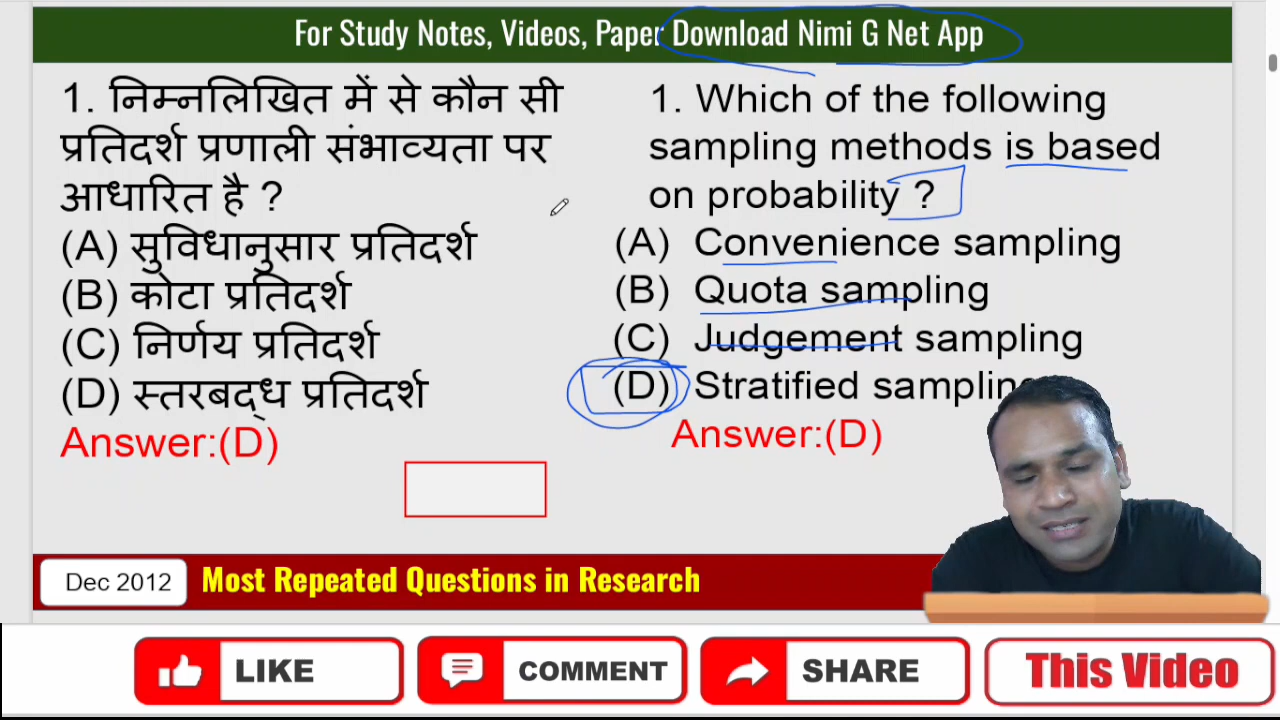 For Study Notes, Videos, Paper Download Nimi G Net App
1. निम्नलिखित में से कौन सी
प्रतिदर्श प्रणाली संभाव्यता पर
आधारित है ?
(A) सुविधानुसार प्रतिदर्श
(B) कोटा प्रतिदर्श
(C) निर्णय प्रतिदर्श
(D) स्तरबद्ध प्रतिदर्श
Answer:(D)
1. Which of the following
sampling methods is based
on probability ?
(A) Convenience sampling
(B) Quota sampling
(C) Judgement sampling
(D) Stratified sampling
Answer:(D)
Dec 2012
Most Repeated Questions in Research
LIKE
COMMENT
SHARE
This Video